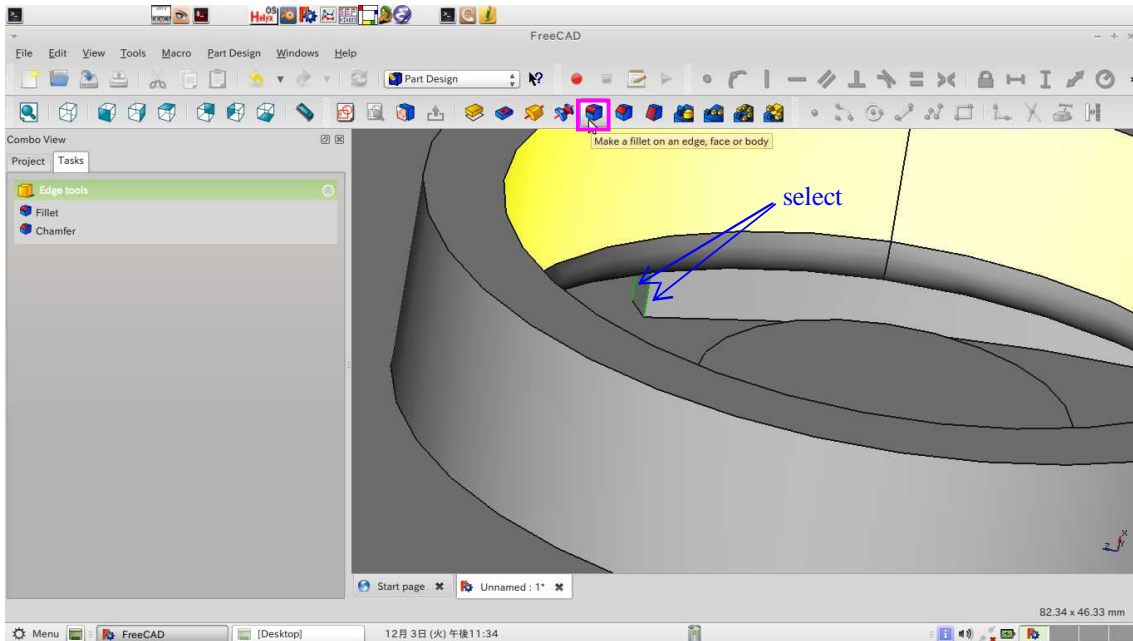 Helyx OS
FreeCAD
File Edit View Tools Macro Part Design Windows Help
Part Design
Combo View
Project Tasks
Make a fillet on an edge, face or body
Edge tools
Fillet
Chamfer
select
X
Y
Z
Start page Unnamed : 1*
82.34 x 46.33 mm
Menu FreeCAD [Desktop] 12月 3日 (火) 午後11:34